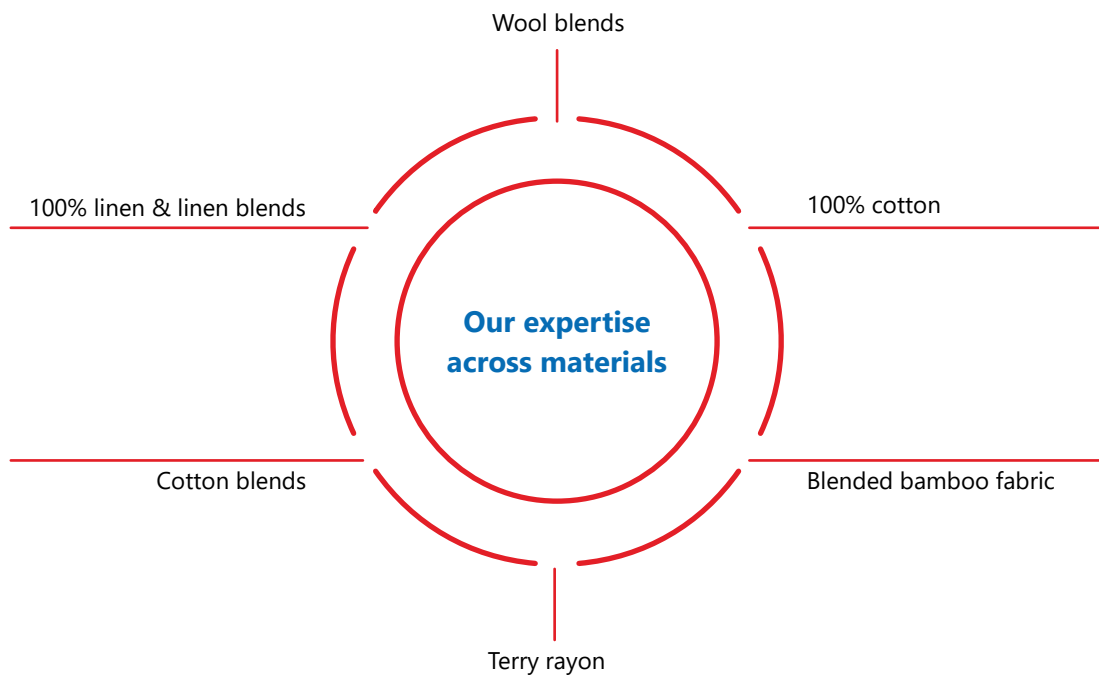 Wool blends
100% linen & linen blends
100% cotton
Our expertise
across materials
Cotton blends
Blended bamboo fabric
Terry rayon